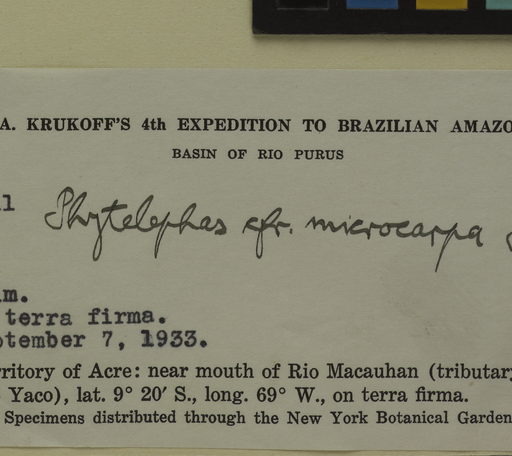 A. KRUKOFF'S 4th EXPEDITION TO BRAZILIAN AMAZO
BASIN OF RIO PURUS
l Phytelephas cfr. microcarpa
m.
terra firma.
tember 7, 1933.
rritory of Acre: near mouth of Rio Macauhan (tributary
Yaco), lat. 9° 20′ S., long. 69° W., on terra firma.
Specimens distributed through the New York Botanical Garden